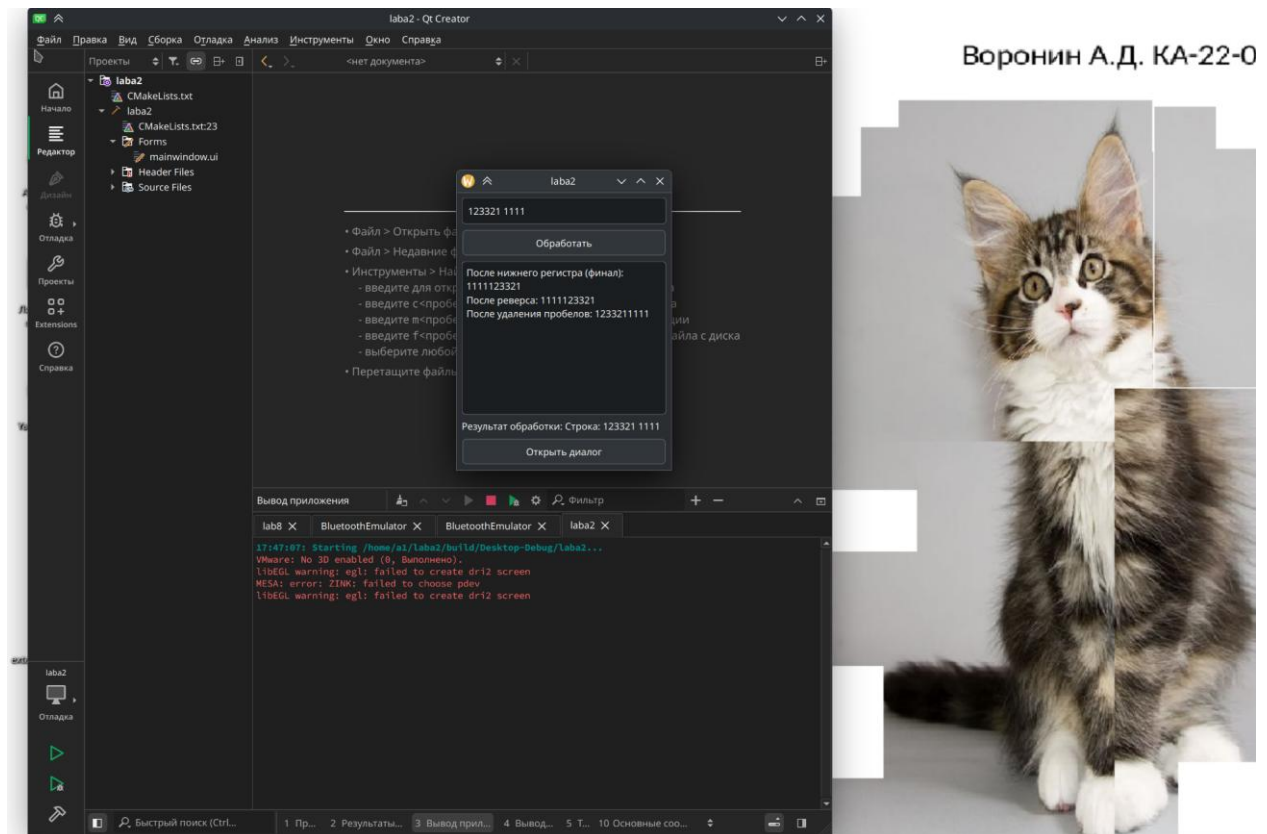 laba2 - Qt Creator
Файл Правка Вид Сборка Отладка Анализ Инструменты Окно Справка
Проекты
<нет документа>
Воронин А.Д. КА-22-0
Начало
Редактор
Дизайн
Отладка
Проекты
Extensions
Справка
laba2
CMakeLists.txt
laba2
CMakeLists.txt:23
Forms
mainwindow.ui
Header Files
Source Files
• Файл > Открыть фа
• Файл > Недавние ф
• Инструменты > На
- введите для откр
- введите c<пробе
- введите m<пробе
ции
- введите f<пробе
айла с диска
- выберите любой
• Перетащите файлы
laba2
123321 1111
Обработать
После нижнего регистра (финал):
1111123321
После реверса: 1111123321
После удаления пробелов: 1233211111
Результат обработки: Строка: 123321 1111
Открыть диалог
Вывод приложения
Фильтр
lab8 BluetoothEmulator BluetoothEmulator laba2
17:47:07: Starting /home/a1/laba2/build/Desktop-Debug/laba2...
VMware: No 3D enabled (0, Выполнено).
libEGL warning: egl: failed to create dri2 screen
MESA: error: ZINK: failed to choose pdev
libEGL warning: egl: failed to create dri2 screen
laba2
Отладка
Быстрый поиск (Ctrl...
1 Пр... 2 Результаты... 3 Вывод прил... 4 Вывод... 5 Т... 10 Основные соо...